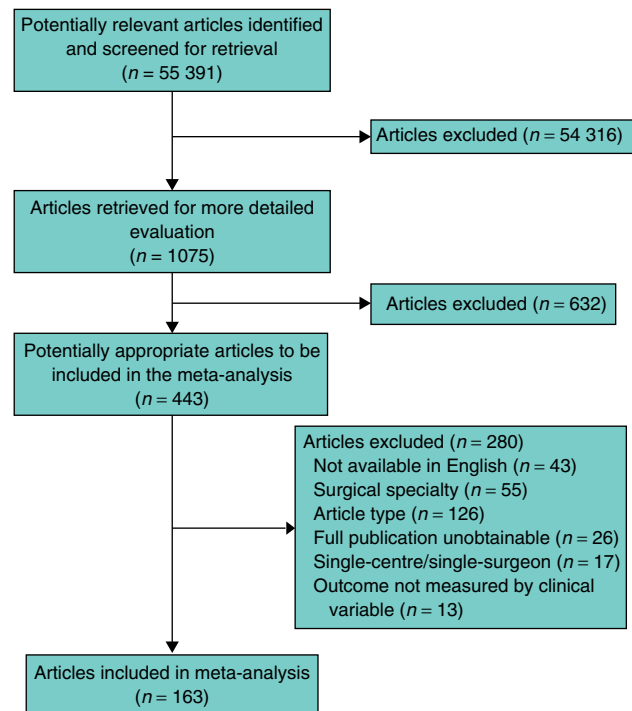 Potentially relevant articles identified
and screened for retrieval
(n = 55 391)
Articles excluded (n = 54 316)
Articles retrieved for more detailed
evaluation
(n = 1075)
Articles excluded (n = 632)
Potentially appropriate articles to be
included in the meta-analysis
(n = 443)
Articles excluded (n = 280)
Not available in English (n = 43)
Surgical specialty (n = 55)
Article type (n = 126)
Full publication unobtainable (n = 26)
Single-centre/single-surgeon (n = 17)
Outcome not measured by clinical
variable (n = 13)
Articles included in meta-analysis
(n = 163)